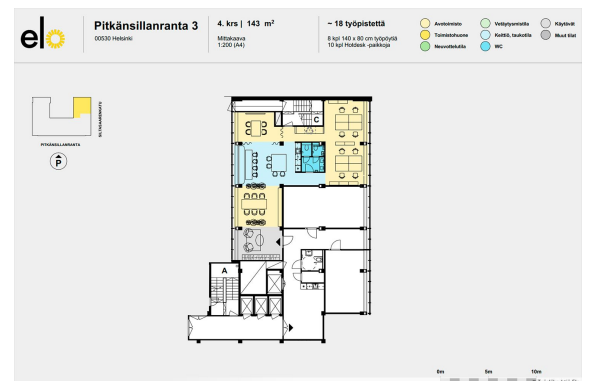 elo
Pitkänsillanranta 3
00530 Helsinki
4. krs | 143 m²
Mittakaava
1:200 (A4)
~ 18 työpistettä
8 kpl 140 x 80 cm työpöytiä
10 kpl Hotdesk -paikkoja
Avotoimisto
Toimistohuone
Neuvottelutila
Vetäytysmistila
Keittiö, taukotila
WC
Käytävät
Muut tilat
SILTASAARENKATU
PITKÄNSILLANRANTA
P
C
A
0m 5m 10m